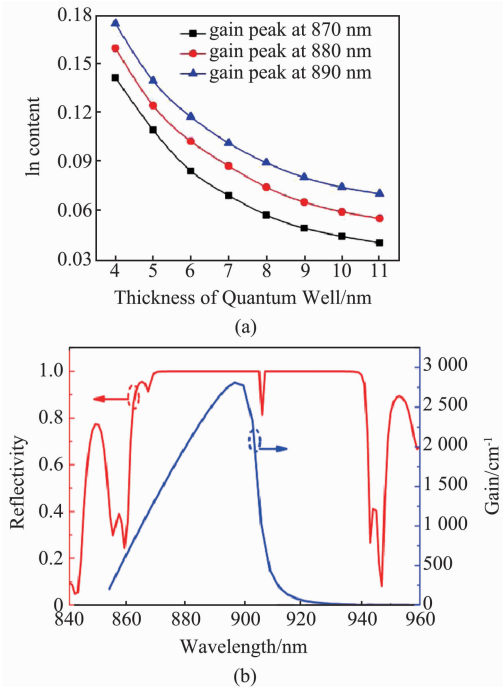 0.18
gain peak at 870 nm
gain peak at 880 nm
gain peak at 890 nm
0.15
0.12
0.09
0.06
0.03
In content
4 5 6 7 8 9 10 11
Thickness of Quantum Well/nm
(a)
1.0
0.8
0.6
0.4
0.2
0
Reflectivity
3 000
2 500
2 000
1 500
1 000
500
0
Gain/cm⁻¹
840 860 880 900 920 940 960
Wavelength/nm
(b)